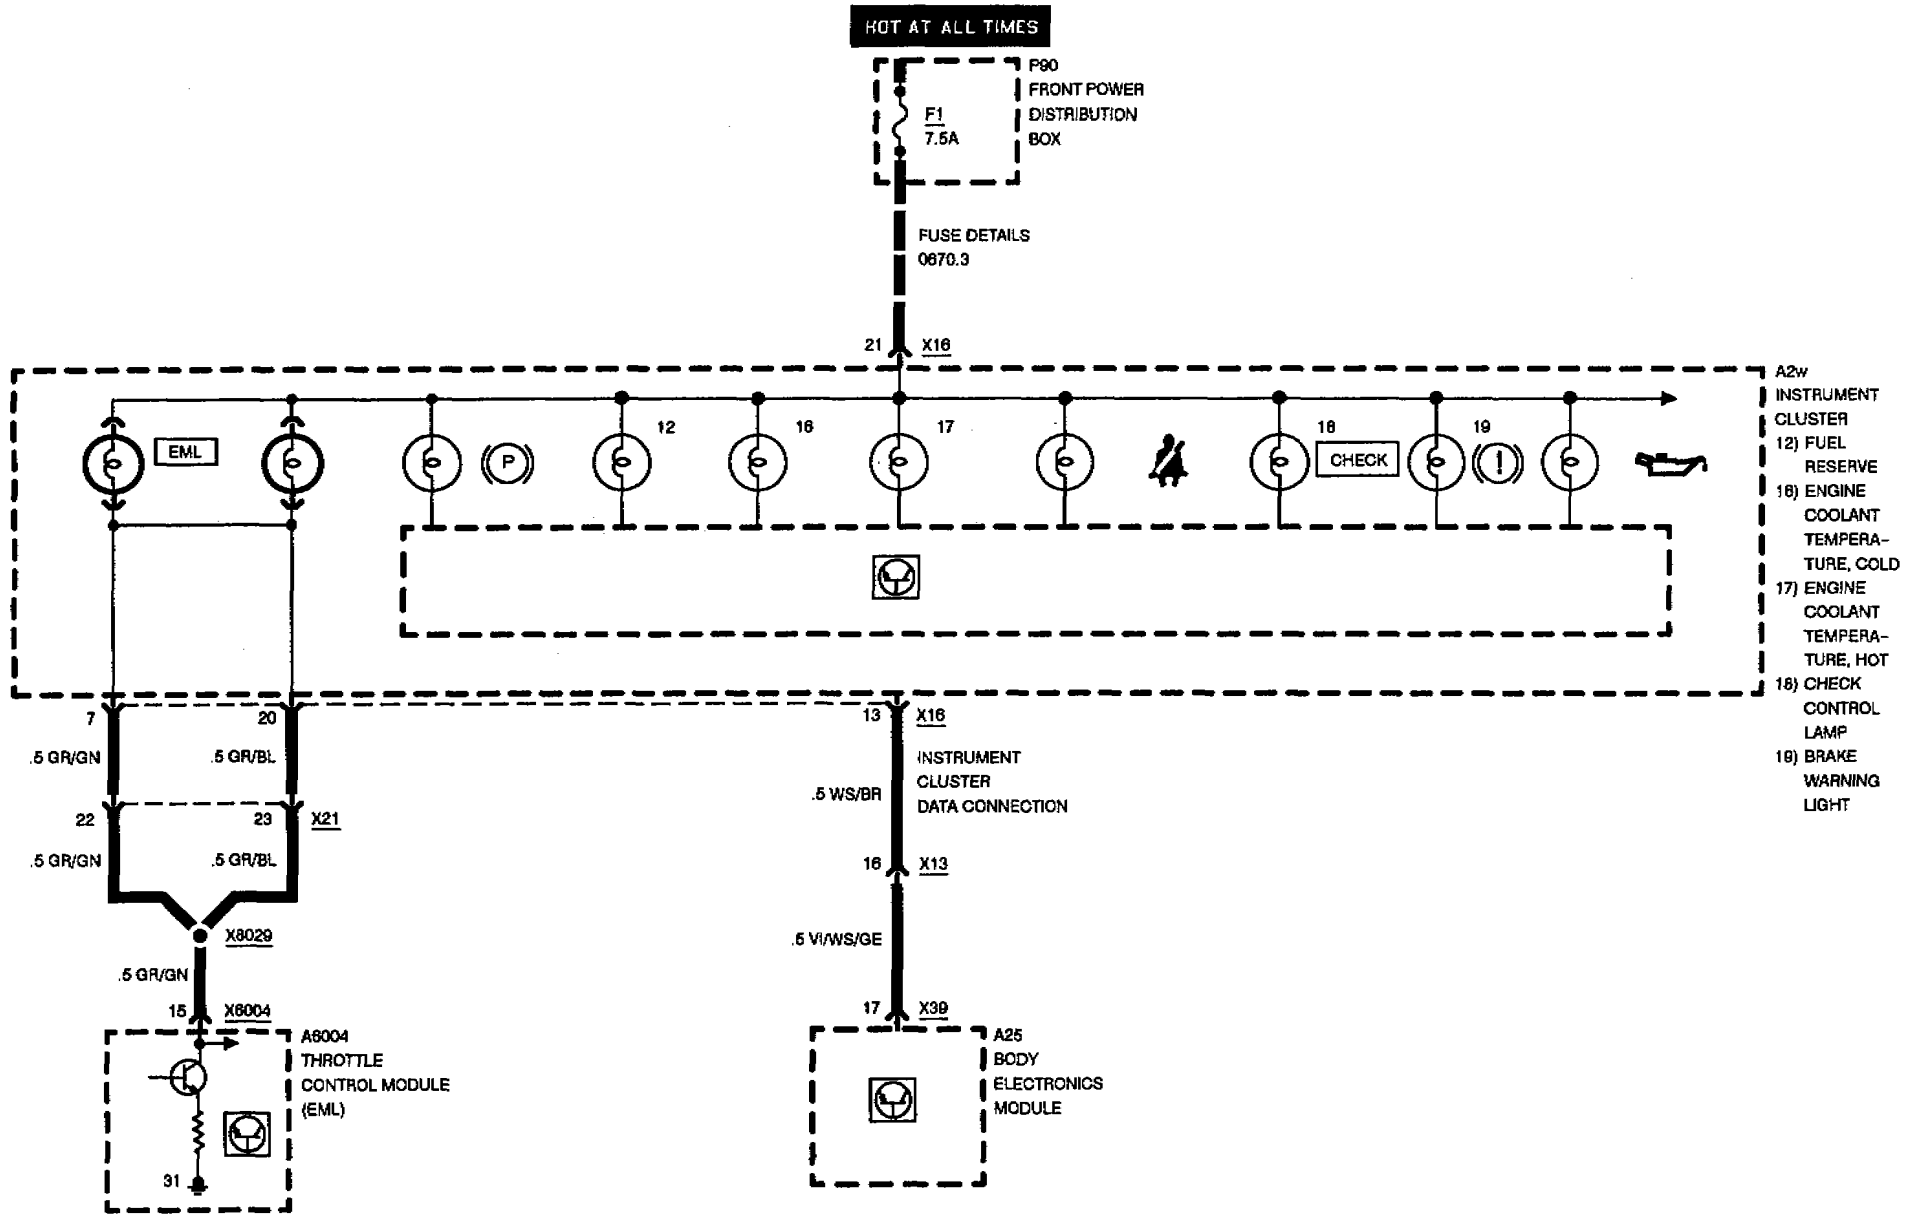 HOT AT ALL TIMES
P90
FRONT POWER
DISTRIBUTION
BOX
F1
7.5A
FUSE DETAILS
0670.3
21 X16
A2w
INSTRUMENT
CLUSTER
12) FUEL
RESERVE
16) ENGINE
COOLANT
TEMPERA-
TURE, COLD
17) ENGINE
COOLANT
TEMPERA-
TURE, HOT
18) CHECK
CONTROL
LAMP
19) BRAKE
WARNING
LIGHT
EML
P
12
16
17
18
CHECK
19
!
7
20
13 X16
.5 GR/GN
.5 GR/BL
INSTRUMENT
CLUSTER
DATA CONNECTION
.5 WS/BR
22
23 X21
.5 GR/GN
.5 GR/BL
16 X13
X8029
.5 VI/WS/GE
.5 GR/GN
15 X6004
17 X39
A6004
THROTTLE
CONTROL MODULE
(EML)
31
A25
BODY
ELECTRONICS
MODULE